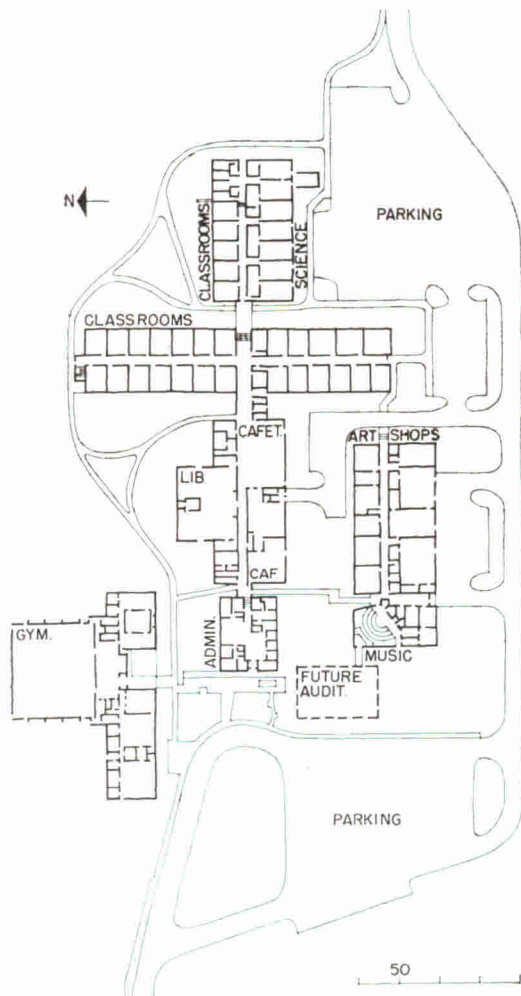 N
PARKING
CLASSROOMS
SCIENCE
CLASSROOMS
CAFET.
ART
SHOPS
LIB
CAF.
GYM.
ADMIN.
MUSIC
FUTURE
AUDIT.
PARKING
50